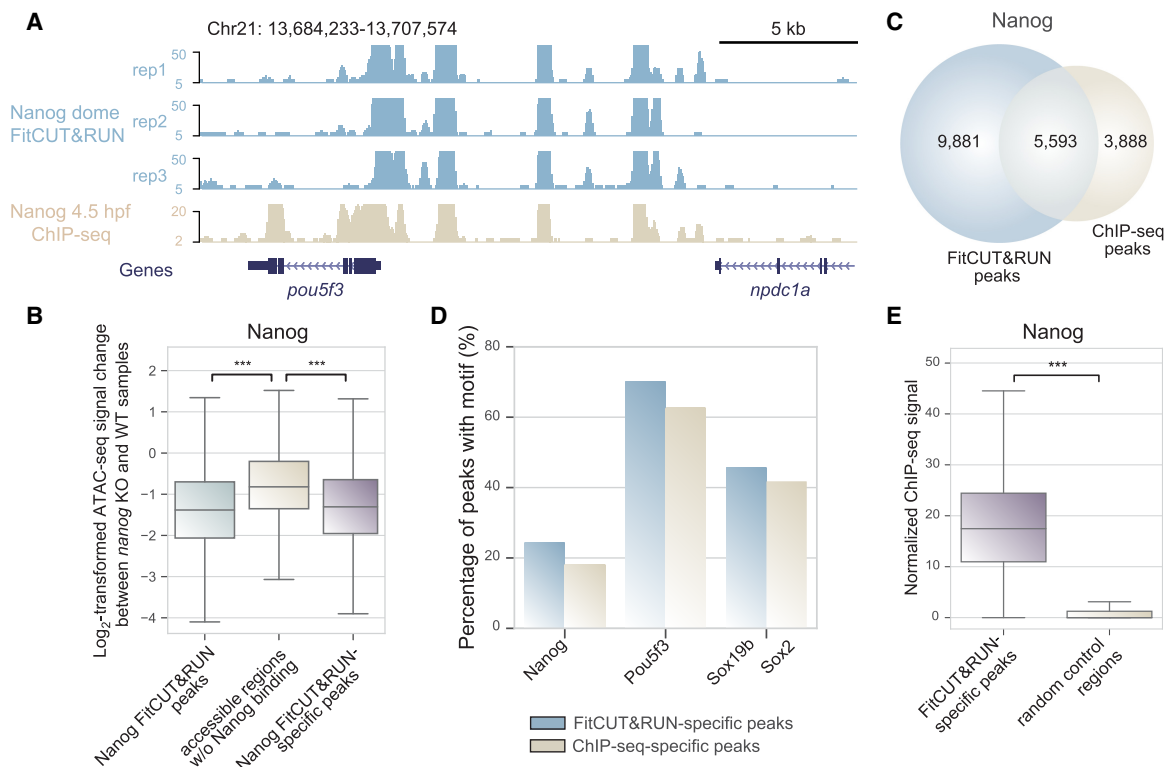 A
Chr21: 13,684,233-13,707,574
5 kb
Nanog dome
FitCUT&RUN
rep1
50
5
rep2
50
5
rep3
50
5
Nanog 4.5 hpf
ChIP-seq
20
2
Genes
pou5f3
npdc1a
C
Nanog
9,881
5,593
3,888
FitCUT&RUN
peaks
ChIP-seq
peaks
B
Nanog
Log2-transformed ATAC-seq signal change
between nanog KO and WT samples
2
1
0
−1
−2
−3
−4
***
***
Nanog FitCUT&RUN
peaks
accessible regions
w/o Nanog binding
Nanog FitCUT&RUN-
specific peaks
D
Percentage of peaks with motif (%)
80
60
40
20
0
Nanog
Pou5f3
Sox19b
Sox2
FitCUT&RUN-specific peaks
ChIP-seq-specific peaks
E
Nanog
Normalized ChIP-seq signal
50
40
30
20
10
0
***
FitCUT&RUN-
specific peaks
random control
regions